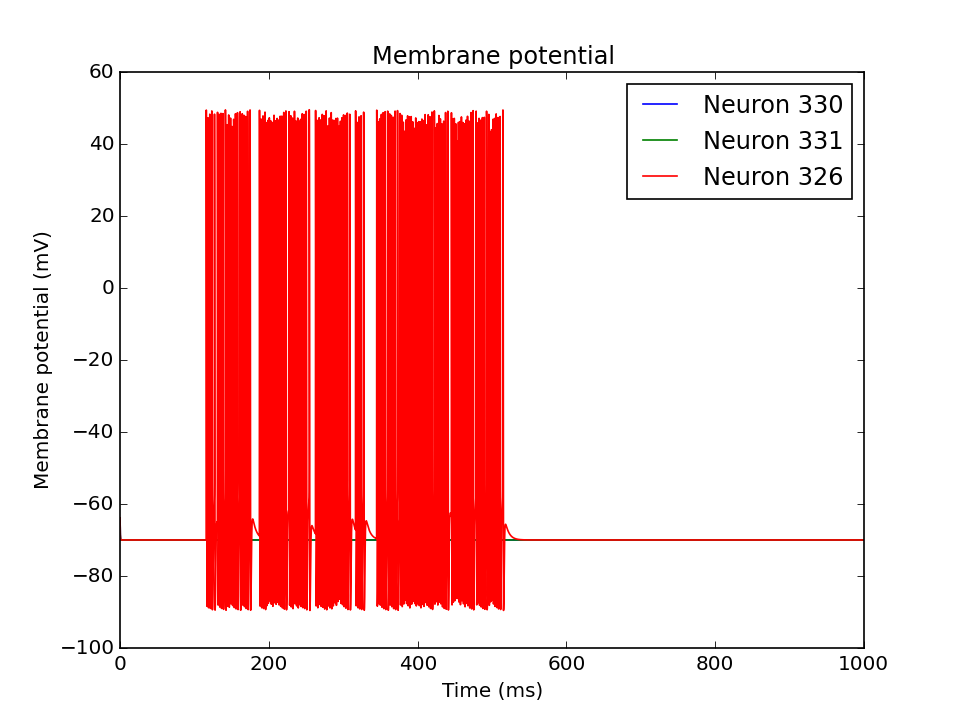 Membrane potential
60
40
20
0
−20
−40
−60
−80
−100
Membrane potential (mV)
Neuron 330
Neuron 331
Neuron 326
0 200 400 600 800 1000
Time (ms)